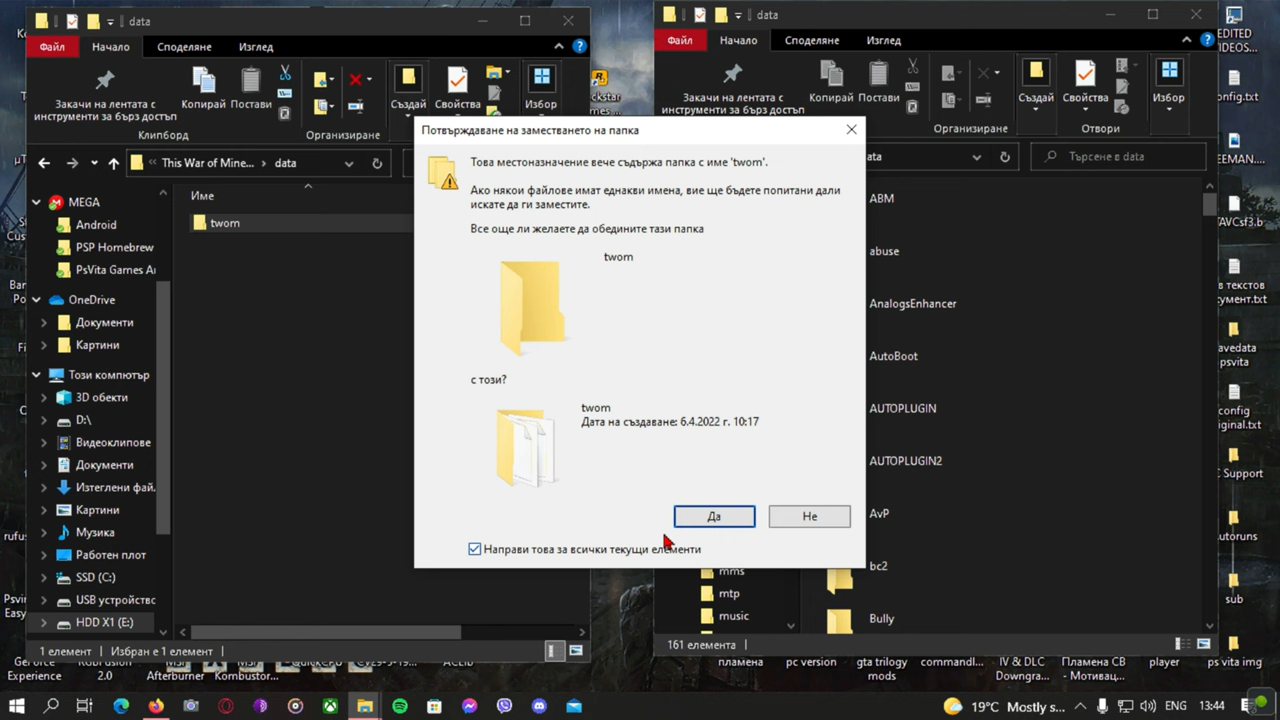 data
Файл
Начало
Споделяне
Изглед
Закачи на лентата с
инструменти за бърз достъп
Копирай
Постави
Клипборд
Създай
Свойства
Избор
Организиране
This War of Mine...
data
Име
twom
MEGA
Android
PSP Homebrew
PsVita Games Ar
OneDrive
Документи
Картини
Този компютър
3D обекти
D:\
Видеоклипове
Документи
Изтеглени фай.
Картини
Музика
Работен плот
SSD (C:)
USB устройство
HDD X1 (E:)
1 елемент
Избран е 1 елемент
Потвърждаване на заместването на папка
Това местоназначение вече съдържа папка с име 'twom'.
Ако някои файлове имат еднакви имена, вие ще бъдете попитани дали
искате да ги заместите.
Все още ли желаете да обедините тази папка
twom
с този?
twom
Дата на създаване: 6.4.2022 г. 10:17
Да
Не
Направи това за всички текущи елементи
data
Файл
Начало
Споделяне
Изглед
Закачи на лентата с
инструменти за бърз достъп
Копирай
Постави
Създай
Свойства
Избор
Организиране
Отвори
ata
Търсене в data
ABM
abuse
AnalogsEnhancer
AutoBoot
AUTOPLUGIN
AUTOPLUGIN2
AvP
bc2
Bully
mms
mtp
music
161 елемента
ckstar
EDITED
onfig.txt
EEMAN....
AVCsf3.b
в текстов
avedata
psvita
config
iginal.txt
C Support
utoruns
sub
rufus
Psvin
Easy
Experience
2.0
Afterburner
Kombustor...
пламена
pc version
gta trilogy
mods
commandl...
IV & DLC
Downgra...
Пламена СВ
- Мотивац...
player
ps vita img
19°C Mostly s...
ENG
13:44